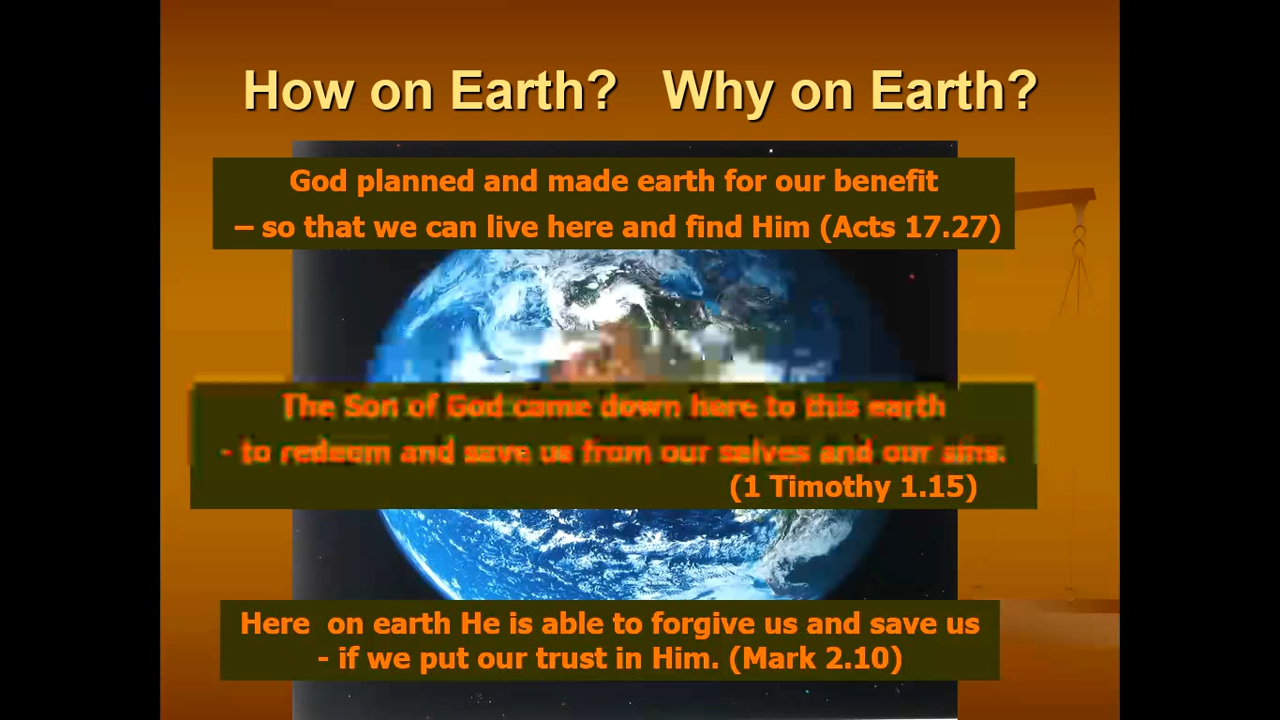 How on Earth? Why on Earth?
God planned and made earth for our benefit
– so that we can live here and find Him (Acts 17.27)
The Son of God came down here to this earth
- to redeem and save us from our selves and our sins.
(1 Timothy 1.15)
Here on earth He is able to forgive us and save us
- if we put our trust in Him. (Mark 2.10)